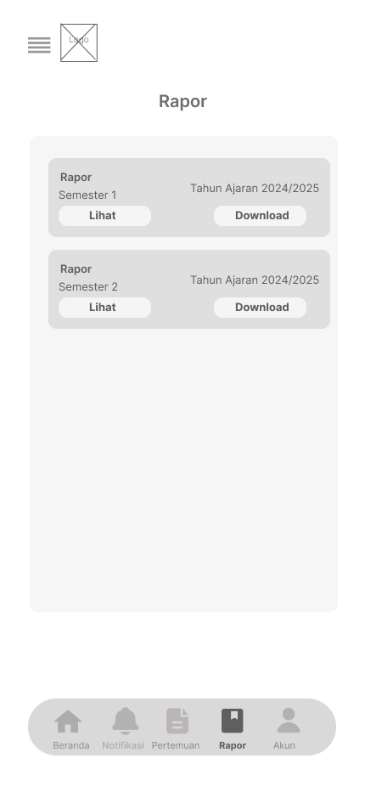 Logo
Rapor
Rapor
Semester 1
Tahun Ajaran 2024/2025
Lihat
Download
Rapor
Semester 2
Tahun Ajaran 2024/2025
Lihat
Download
Beranda
Notifikasi
Pertemuan
Rapor
Akun